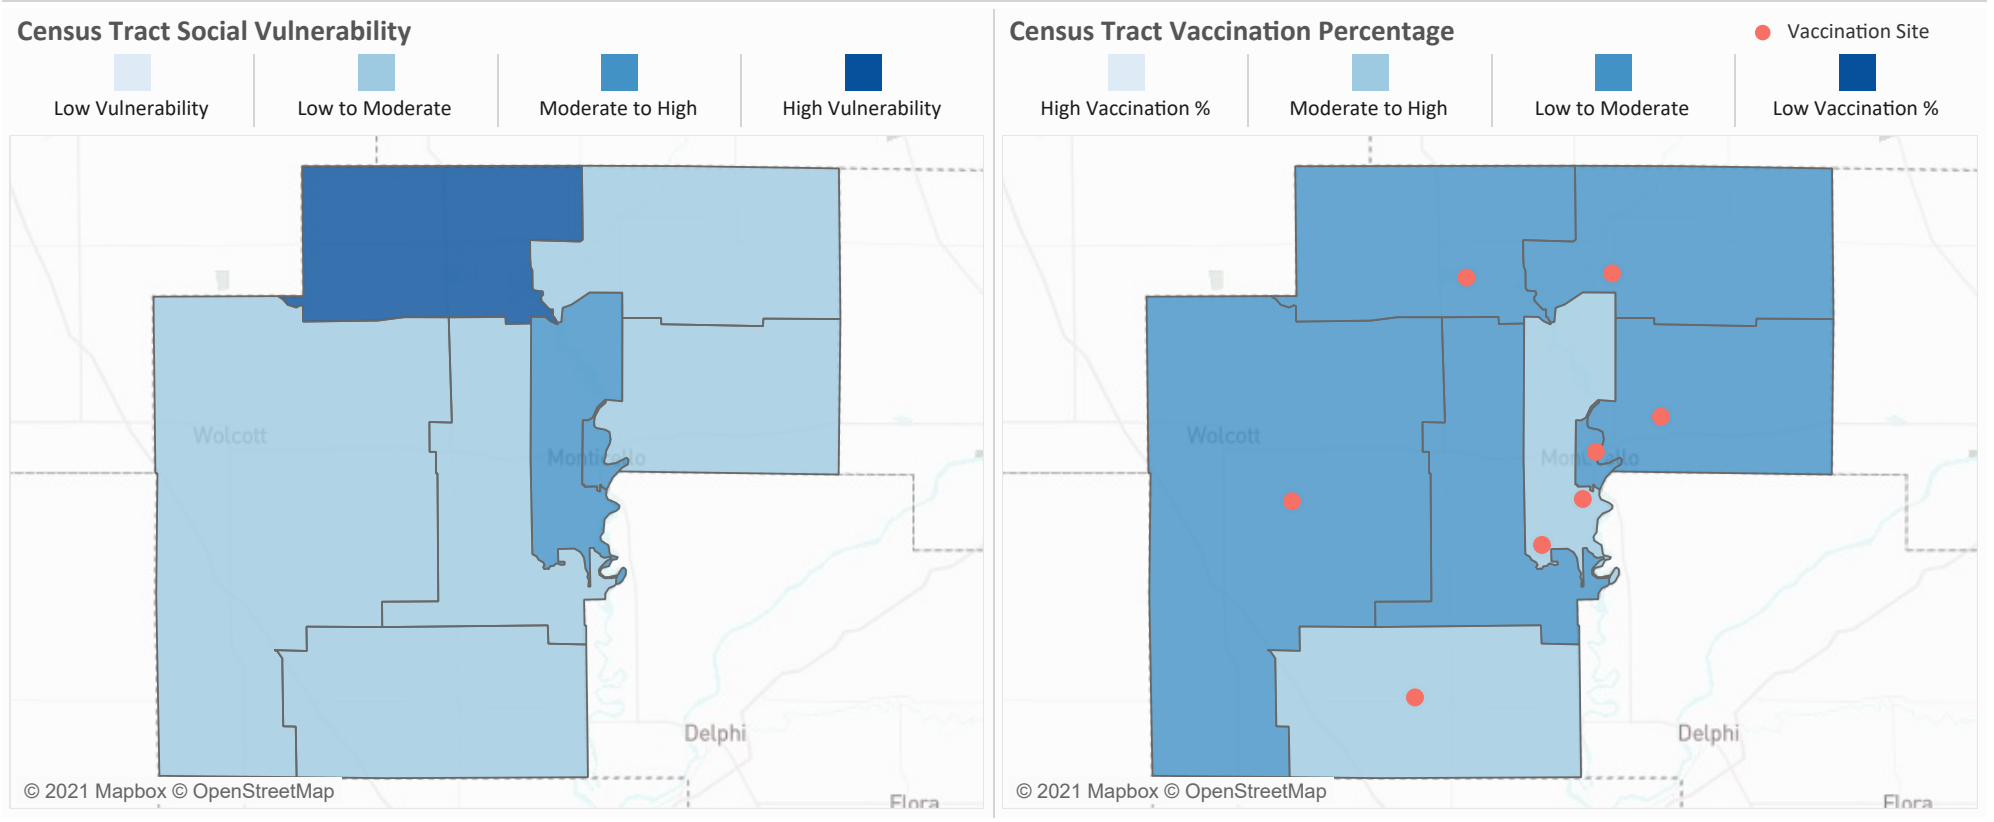 Census Tract Social Vulnerability
Low Vulnerability
Low to Moderate
Moderate to High
High Vulnerability
Wolcott
Monticello
Delphi
Flora
© 2021 Mapbox © OpenStreetMap
Census Tract Vaccination Percentage
Vaccination Site
High Vaccination %
Moderate to High
Low to Moderate
Low Vaccination %
Wolcott
Monticello
Delphi
Flora
© 2021 Mapbox © OpenStreetMap